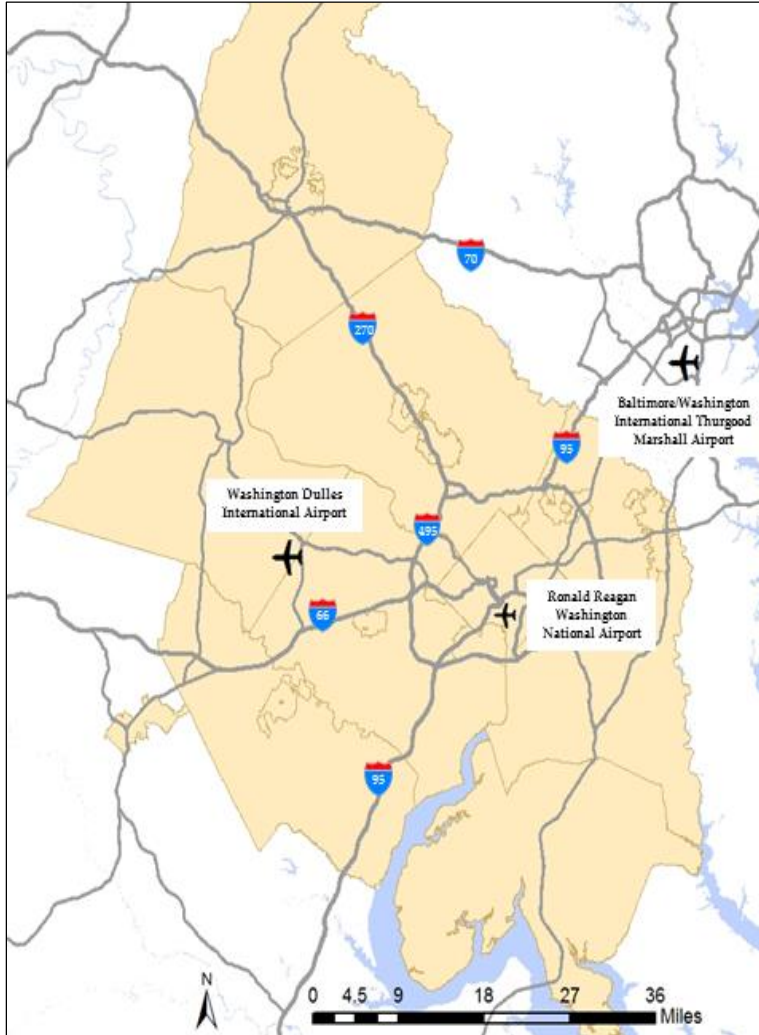 70
270
Baltimore/Washington
International Thurgood
Marshall Airport
95
Washington Dulles
International Airport
495
Ronald Reagan
Washington
National Airport
66
95
N
0 4.5 9 18 27 36
Miles